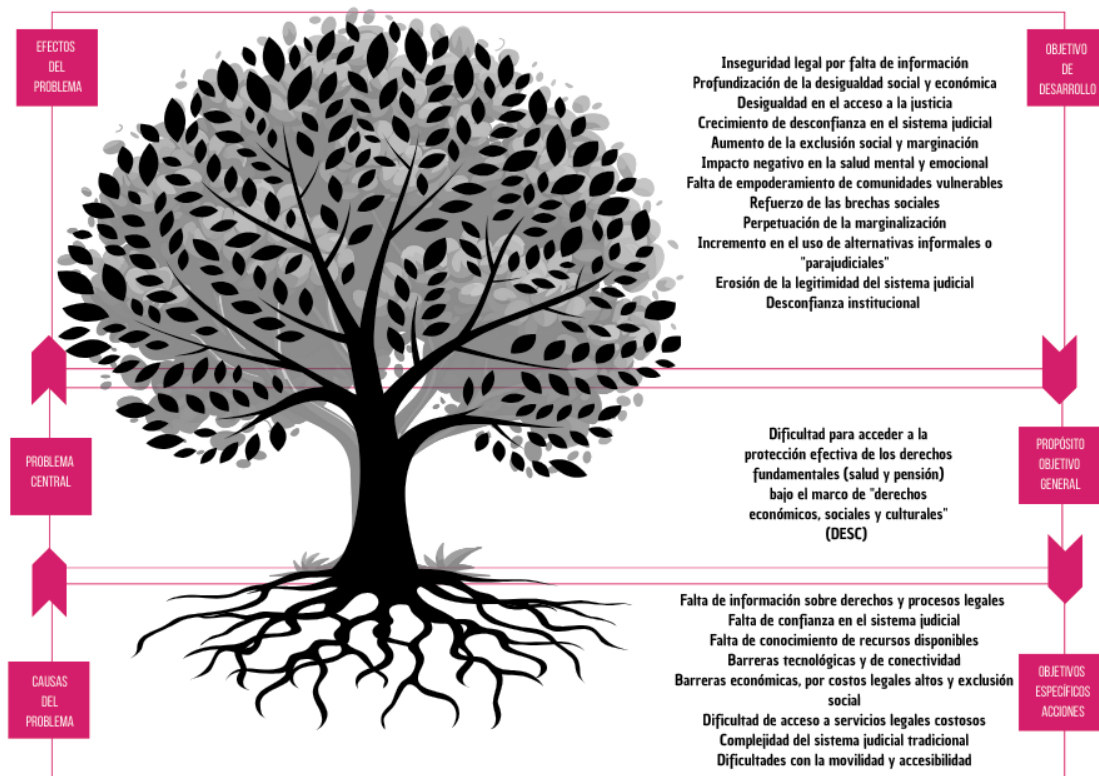 EFECTOS
DEL
PROBLEMA
Inseguridad legal por falta de información
Profundización de la desigualdad social y económica
Desigualdad en el acceso a la justicia
Crecimiento de desconfianza en el sistema judicial
Aumento de la exclusión social y marginación
Impacto negativo en la salud mental y emocional
Falta de empoderamiento de comunidades vulnerables
Refuerzo de las brechas sociales
Perpetuación de la marginalización
Incremento en el uso de alternativas informales o
"parajudiciales"
Erosión de la legitimidad del sistema judicial
Desconfianza institucional
OBJETIVO
DE
DESARROLLO
PROBLEMA
CENTRAL
Dificultad para acceder a la
protección efectiva de los derechos
fundamentales (salud y pensión)
bajo el marco de "derechos
económicos, sociales y culturales"
(DESC)
PROPÓSITO
OBJETIVO
GENERAL
CAUSAS
DEL
PROBLEMA
Falta de información sobre derechos y procesos legales
Falta de confianza en el sistema judicial
Falta de conocimiento de recursos disponibles
Barreras tecnológicas y de conectividad
Barreras económicas, por costos legales altos y exclusión
social
Dificultad de acceso a servicios legales costosos
Complejidad del sistema judicial tradicional
Dificultades con la movilidad y accesibilidad
OBJETIVOS
ESPECÍFICOS
ACCIONES